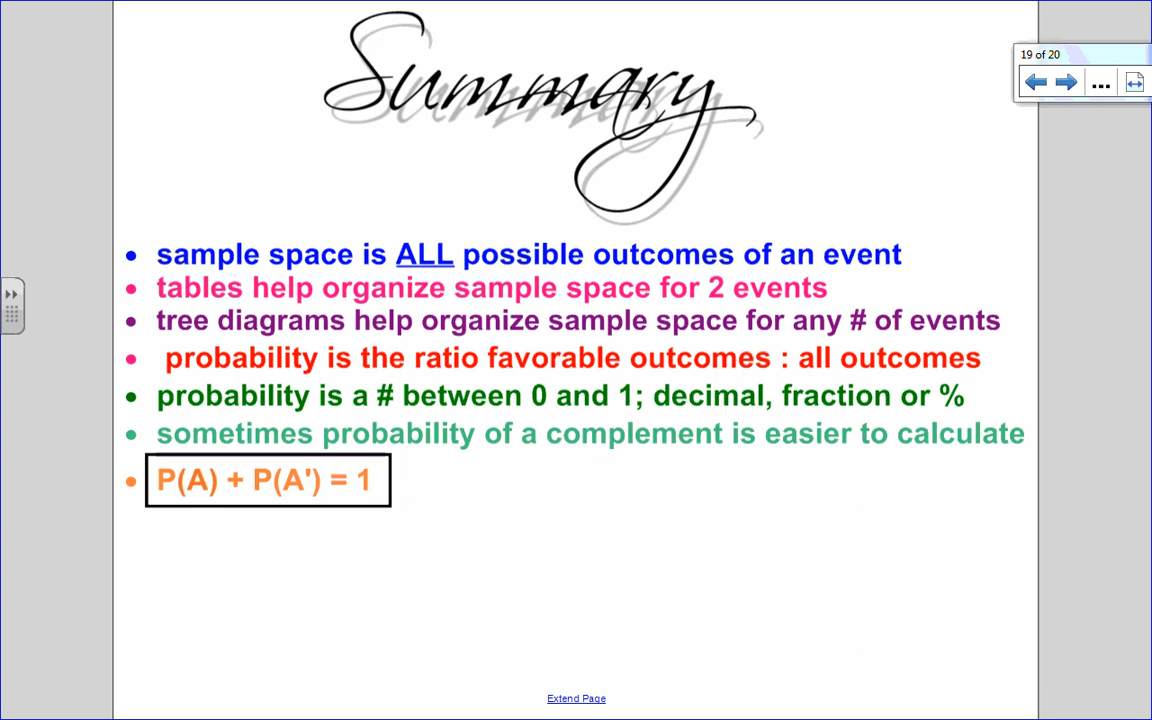 Summary
19 of 20
...
• sample space is ALL possible outcomes of an event
• tables help organize sample space for 2 events
• tree diagrams help organize sample space for any # of events
• probability is the ratio favorable outcomes : all outcomes
• probability is a # between 0 and 1; decimal, fraction or %
• sometimes probability of a complement is easier to calculate
• P(A) + P(A') = 1
Extend Page